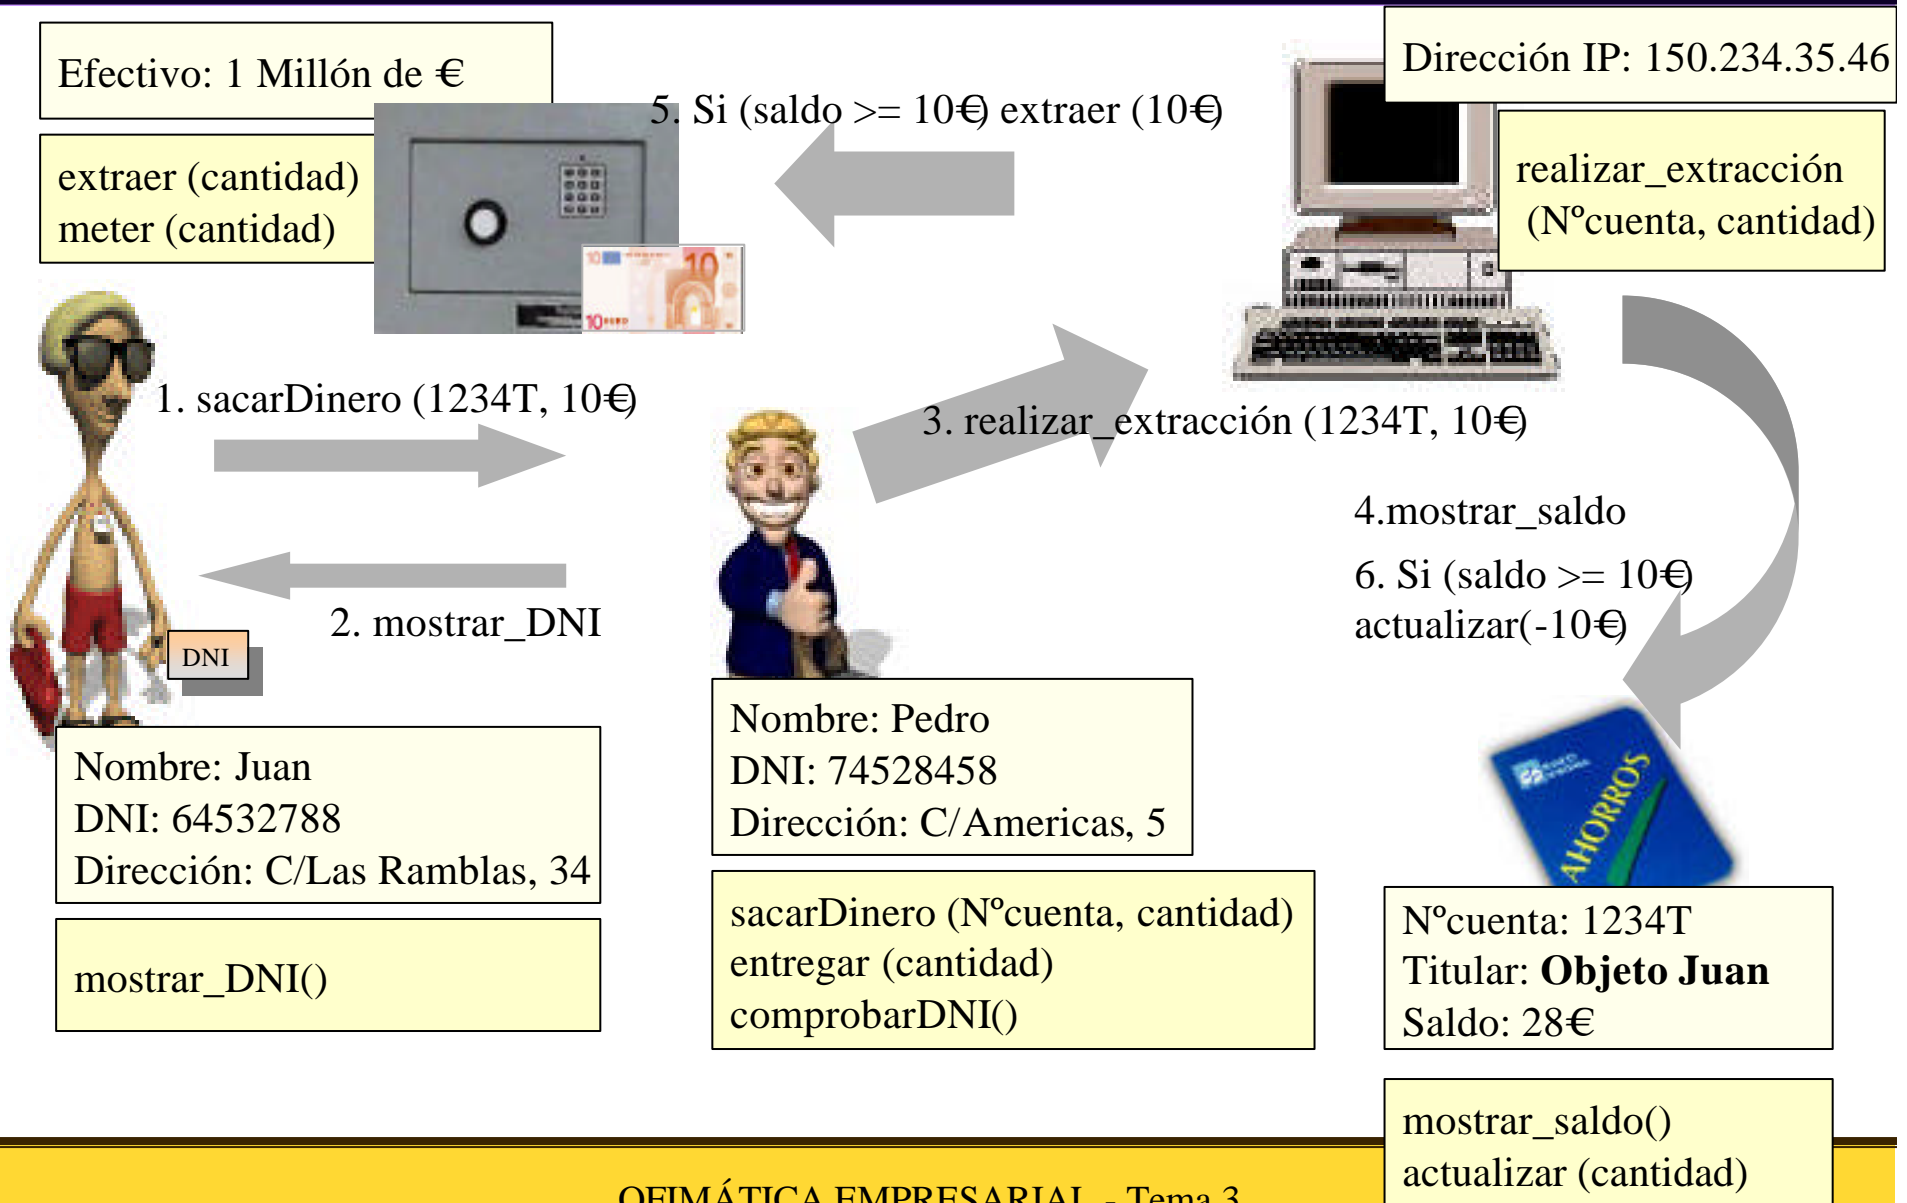 Efectivo: 1 Millón de €
extraer (cantidad)
meter (cantidad)
5. Si (saldo >= 10€) extraer (10€)
Dirección IP: 150.234.35.46
realizar_extracción
(Nºcuenta, cantidad)
10
10 EURO
1. sacarDinero (1234T, 10€)
3. realizar_extracción (1234T, 10€)
2. mostrar_DNI
DNI
4.mostrar_saldo
6. Si (saldo >= 10€)
actualizar(-10€)
Nombre: Juan
DNI: 64532788
Dirección: C/Las Ramblas, 34
mostrar_DNI()
Nombre: Pedro
DNI: 74528458
Dirección: C/Americas, 5
sacarDinero (Nºcuenta, cantidad)
entregar (cantidad)
comprobarDNI()
AHORROS
Nºcuenta: 1234T
Titular: Objeto Juan
Saldo: 28€
mostrar_saldo()
actualizar (cantidad)
OFIMÁTICA EMPRESARIAL - Tema 3